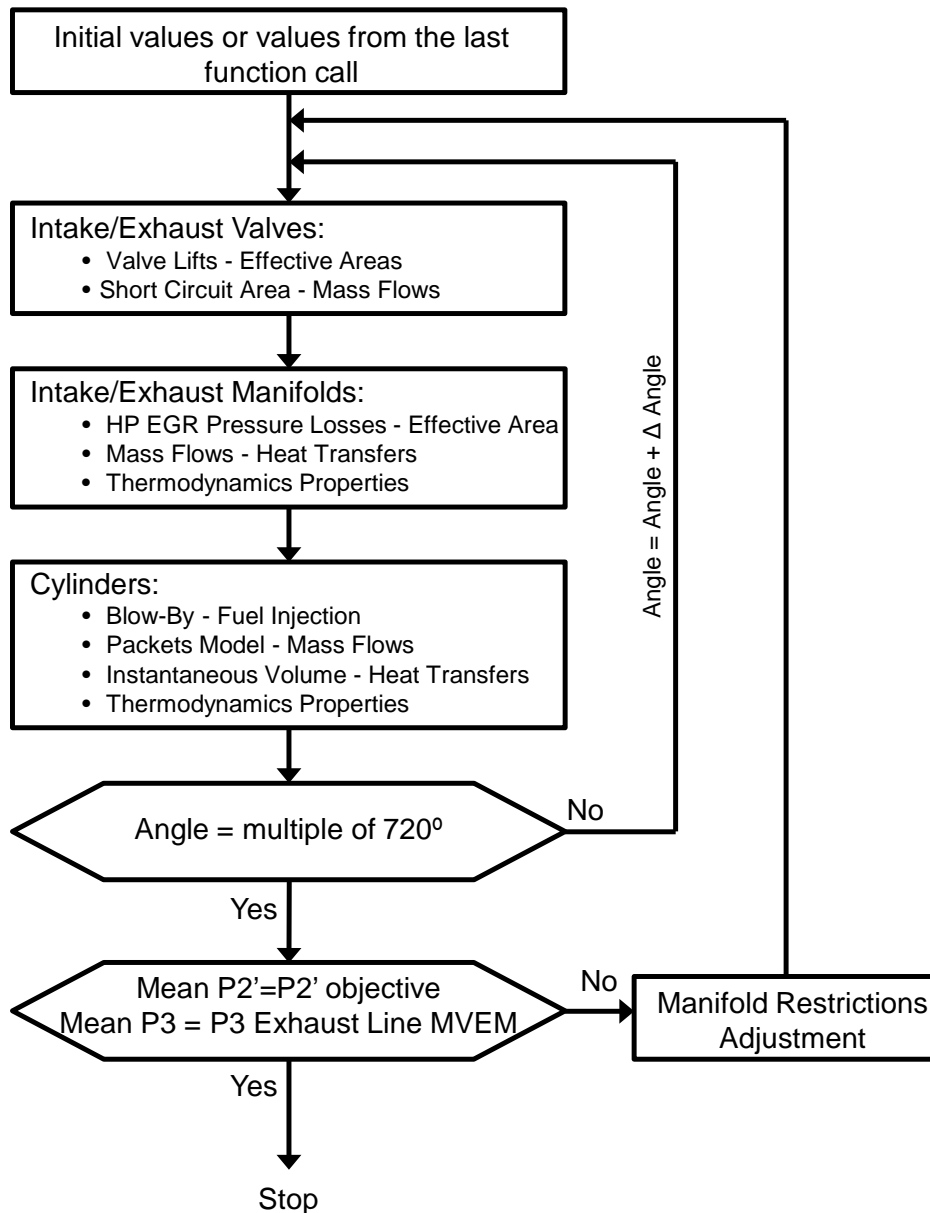 Initial values or values from the last
function call
Intake/Exhaust Valves:
• Valve Lifts - Effective Areas
• Short Circuit Area - Mass Flows
Intake/Exhaust Manifolds:
• HP EGR Pressure Losses - Effective Area
• Mass Flows - Heat Transfers
• Thermodynamics Properties
Angle = Angle + Δ Angle
Cylinders:
• Blow-By - Fuel Injection
• Packets Model - Mass Flows
• Instantaneous Volume - Heat Transfers
• Thermodynamics Properties
Angle = multiple of 720º
No
Yes
Mean P2’=P2’ objective
Mean P3 = P3 Exhaust Line MVEM
No
Manifold Restrictions
Adjustment
Yes
Stop